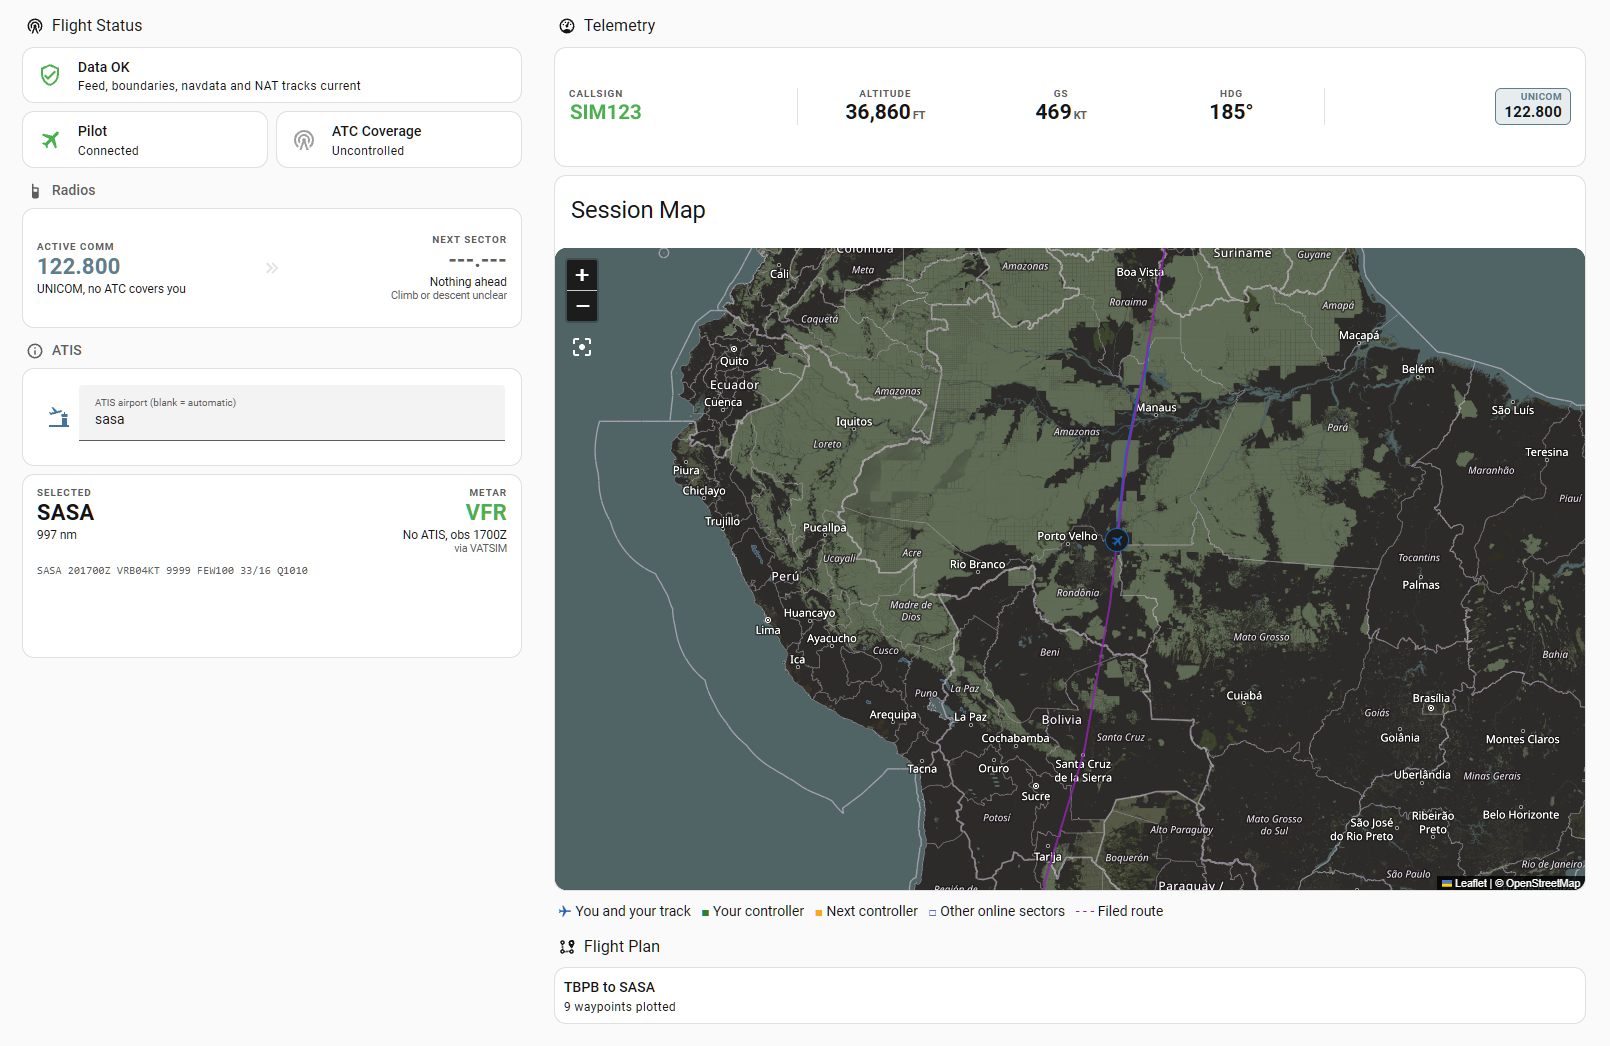 Flight Status
Data OK
Feed, boundaries, navdata and NAT tracks current
Pilot
Connected
ATC Coverage
Uncontrolled
Radios
ACTIVE COMM
122.800
UNICOM, no ATC covers you
NEXT SECTOR
---.---
Nothing ahead
Climb or descent unclear
ATIS
ATIS airport (blank = automatic)
sasa
SELECTED
SASA
997 nm
METAR
VFR
No ATIS, obs 1700Z
via VATSIM
SASA 201700Z VRB04KT 9999 FEW100 33/16 Q1010
Telemetry
CALLSIGN
SIM123
ALTITUDE
36,860 FT
GS
469 KT
HDG
185°
UNICOM
122.800
Session Map
+
−
Colombia
Suriname
Guyane
Cali
Meta
Amazonas
Boa Vista
Roraima
Amapá
Caquetá
Macapá
Quito
Belém
Ecuador
Amazonas
Cuenca
Manaus
São Luís
Iquitos
Amazonas
Pará
Loreto
Teresina
Piura
Maranhão
Chiclayo
Piauí
Trujillo
Pucallpa
Porto Velho
Ucayali
Acre
Rio Branco
Tocantins
Perú
Rondônia
Palmas
Huancayo
Madre de
Dios
Lima
Ayacucho
Mato Grosso
Cusco
Beni
Ica
Bahia
Puno
La Paz
Cuiabá
Brasília
Arequipa
La Paz
Bolivia
Goiás
Cochabamba
Santa Cruz
Goiânia
Montes Claros
Tacna
Oruro
Santa Cruz
de la Sierra
Uberlândia
Minas Gerais
Sucre
Potosí
Mato Grosso
do Sul
São José
do Rio Preto
Ribeirão
Preto
Belo Horizonte
Alto Paraguay
Tarija
Boquerón
Rio de Janeiro
São Paulo
Región de
Paraguay /
Leaflet | © OpenStreetMap
You and your track
Your controller
Next controller
Other online sectors
--- Filed route
Flight Plan
TBPB to SASA
9 waypoints plotted